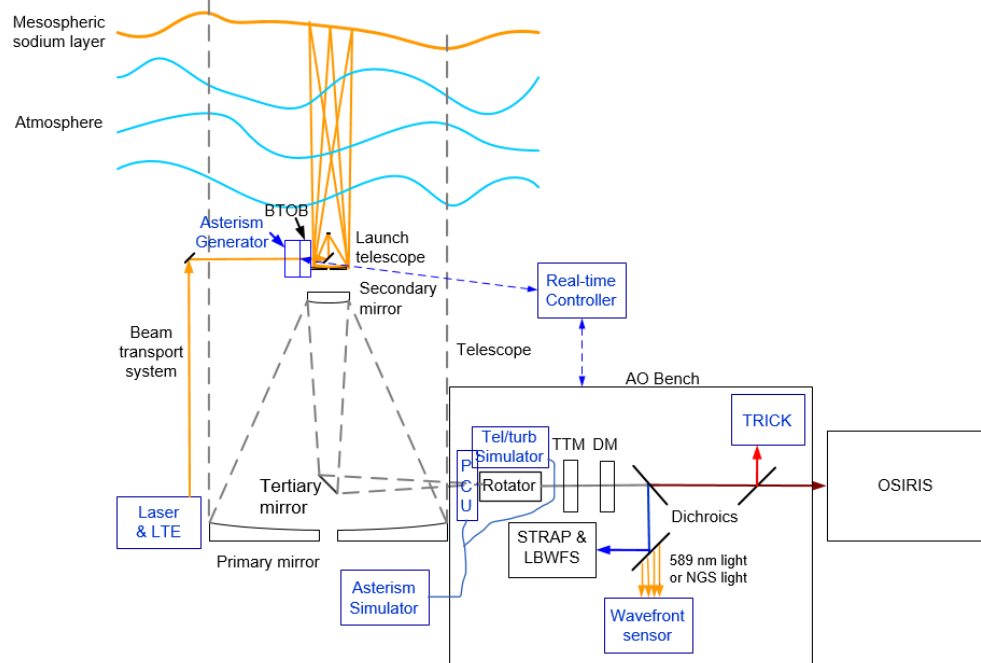 Mesospheric
sodium layer
Atmosphere
BTOB
Asterism
Generator
Launch
telescope
Real-time
Controller
Secondary
mirror
Beam
transport
system
Telescope
AO Bench
TRICK
Tel/turb
Simulator
TTM
DM
P
C
U
Rotator
Tertiary
mirror
OSIRIS
Laser
& LTE
Dichroics
STRAP &
LBWFS
Primary mirror
589 nm light
or NGS light
Asterism
Simulator
Wavefront
sensor